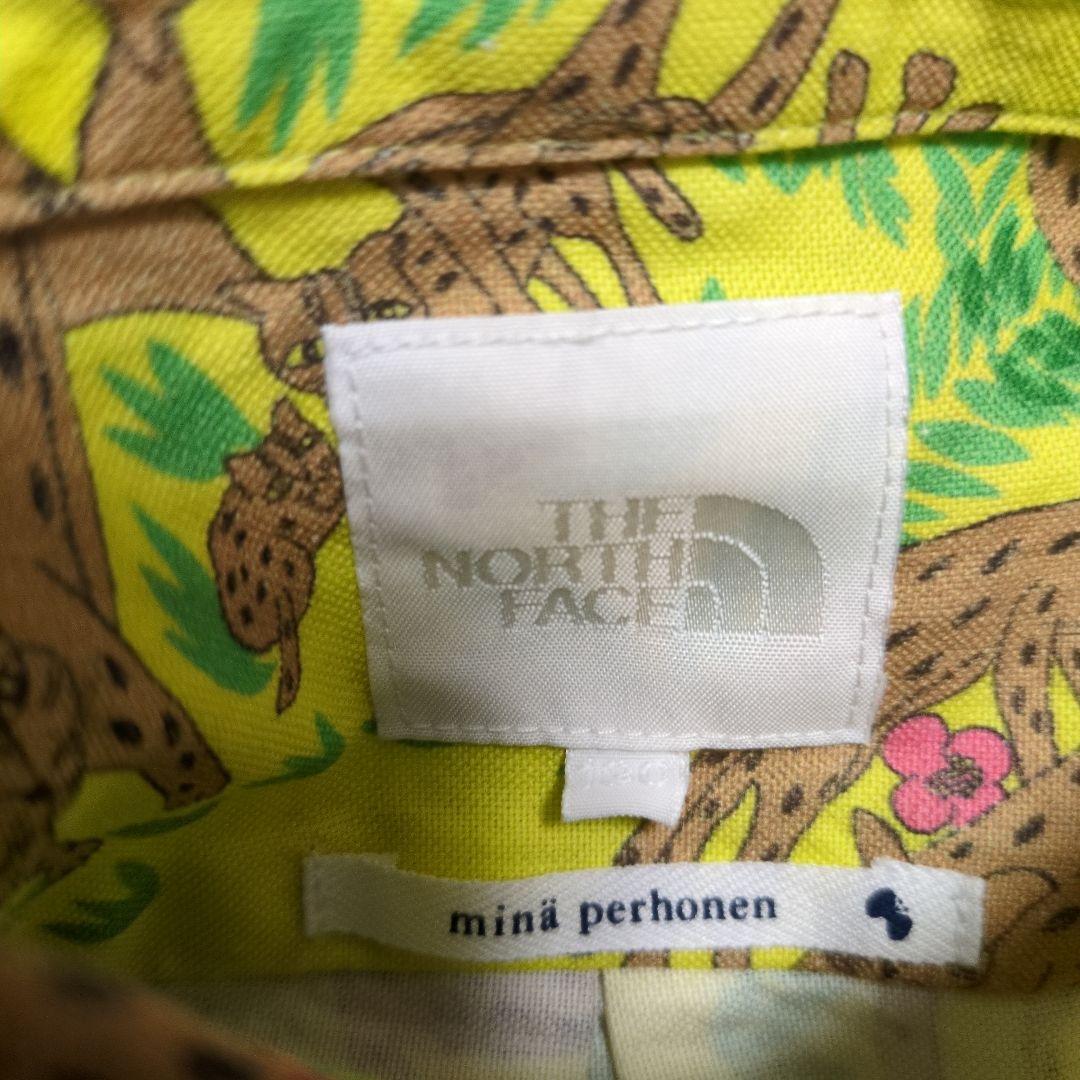 THE
NORTH
FACE
minä perhonen